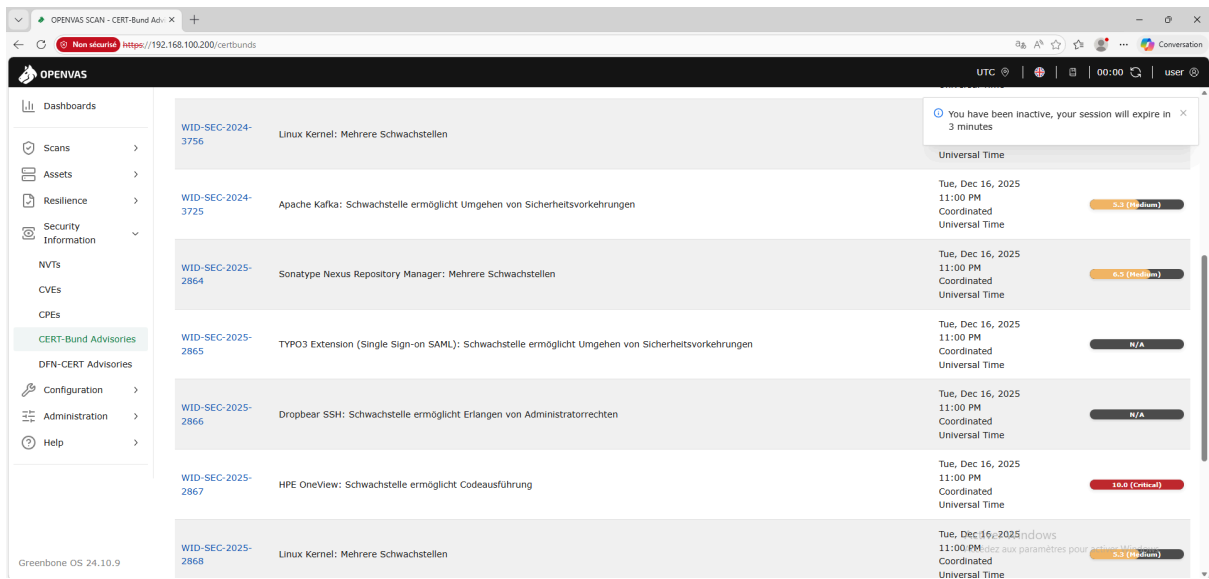 OPENVAS SCAN - CERT-Bund Advi
Non sécurisé https://192.168.100.200/certbunds
Conversation
OPENVAS
UTC
00:00
user
Dashboards
Scans
Assets
Resilience
Security
Information
NVTs
CVEs
CPEs
CERT-Bund Advisories
DFN-CERT Advisories
Configuration
Administration
Help
Greenbone OS 24.10.9
You have been inactive, your session will expire in
3 minutes
WID-SEC-2024-
3756
Linux Kernel: Mehrere Schwachstellen
Universal Time
WID-SEC-2024-
3725
Apache Kafka: Schwachstelle ermöglicht Umgehen von Sicherheitsvorkehrungen
Tue, Dec 16, 2025
11:00 PM
Coordinated
Universal Time
5.3 (Medium)
WID-SEC-2025-
2864
Sonatype Nexus Repository Manager: Mehrere Schwachstellen
Tue, Dec 16, 2025
11:00 PM
Coordinated
Universal Time
6.5 (Medium)
WID-SEC-2025-
2865
TYPO3 Extension (Single Sign-on SAML): Schwachstelle ermöglicht Umgehen von Sicherheitsvorkehrungen
Tue, Dec 16, 2025
11:00 PM
Coordinated
Universal Time
N/A
WID-SEC-2025-
2866
Dropbear SSH: Schwachstelle ermöglicht Erlangen von Administratorrechten
Tue, Dec 16, 2025
11:00 PM
Coordinated
Universal Time
N/A
WID-SEC-2025-
2867
HPE OneView: Schwachstelle ermöglicht Codeausführung
Tue, Dec 16, 2025
11:00 PM
Coordinated
Universal Time
10.0 (Critical)
WID-SEC-2025-
2868
Linux Kernel: Mehrere Schwachstellen
Tue, Dec 16, 2025
11:00 PM
Coordinated
Universal Time
5.3 (Medium)
Windows
aux paramètres pour activer